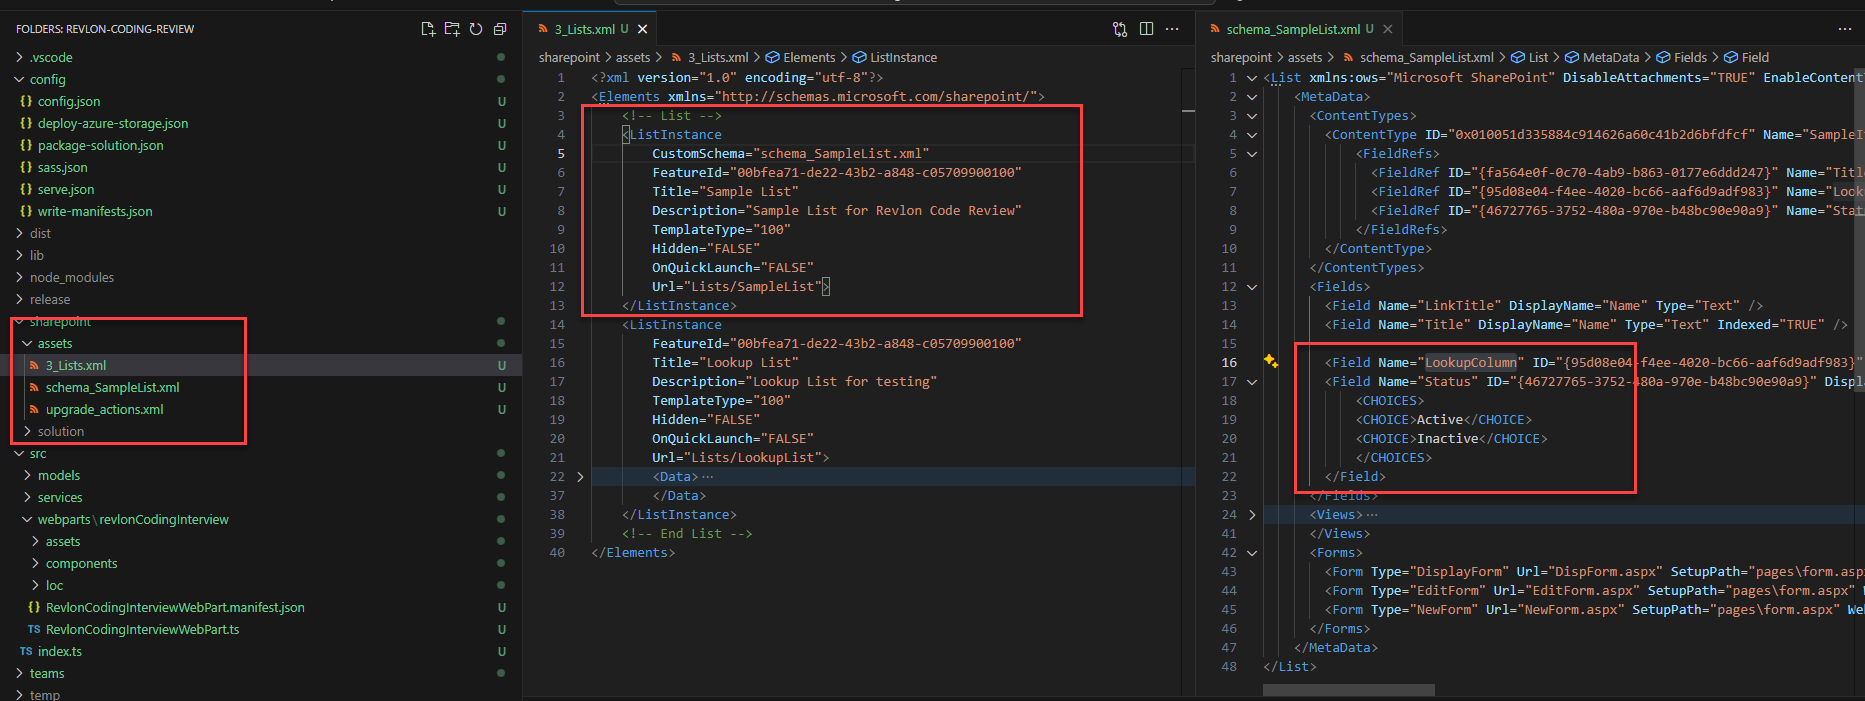 FOLDERS: REVLON-CODING-REVIEW
.vscode
config
{} config.json U
{} deploy-azure-storage.json U
{} package-solution.json U
{} sass.json U
{} serve.json U
{} write-manifests.json U
dist
lib
node_modules
release
sharepoint
assets
3_Lists.xml U
schema_SampleList.xml U
upgrade_actions.xml U
solution
src
models
services
webparts\revlonCodingInterview
assets
components
loc
{} RevlonCodingInterviewWebPart.manifest.json U
TS RevlonCodingInterviewWebPart.ts U
TS index.ts U
teams
temp
3_Lists.xml U
sharepoint > assets > 3_Lists.xml > Elements > ListInstance
1 <?xml version="1.0" encoding="utf-8"?>
2 <Elements xmlns="http://schemas.microsoft.com/sharepoint/">
3 <!-- List -->
4 <ListInstance
5 CustomSchema="schema_SampleList.xml"
6 FeatureId="00bfea71-de22-43b2-a848-c05709900100"
7 Title="Sample List"
8 Description="Sample List for Revlon Code Review"
9 TemplateType="100"
10 Hidden="FALSE"
11 OnQuickLaunch="FALSE"
12 Url="Lists/SampleList">
13 </ListInstance>
14 <ListInstance
15 FeatureId="00bfea71-de22-43b2-a848-c05709900100"
16 Title="Lookup List"
17 Description="Lookup List for testing"
18 TemplateType="100"
19 Hidden="FALSE"
20 OnQuickLaunch="FALSE"
21 Url="Lists/LookupList">
22 <Data>···
37 </Data>
38 </ListInstance>
39 <!-- End List -->
40 </Elements>
schema_SampleList.xml U
sharepoint > assets > schema_SampleList.xml > List > MetaData > Fields > Field
1 <List xmlns:ows="Microsoft SharePoint" DisableAttachments="TRUE" EnableContent
2 <MetaData>
3 <ContentTypes>
4 <ContentType ID="0x010051d335884c914626a60c41b2d6bfdfcf" Name="SampleI
5 <FieldRefs>
6 <FieldRef ID="{fa564e0f-0c70-4ab9-b863-0177e6ddd247}" Name="Titl
7 <FieldRef ID="{95d08e04-f4ee-4020-bc66-aaf6d9adf983}" Name="Look
8 <FieldRef ID="{46727765-3752-480a-970e-b48bc90e90a9}" Name="Stat
9 </FieldRefs>
10 </ContentType>
11 </ContentTypes>
12 <Fields>
13 <Field Name="LinkTitle" DisplayName="Name" Type="Text" />
14 <Field Name="Title" DisplayName="Name" Type="Text" Indexed="TRUE" />
15
16 <Field Name="LookupColumn" ID="{95d08e04-f4ee-4020-bc66-aaf6d9adf983}"
17 <Field Name="Status" ID="{46727765-3752-480a-970e-b48bc90e90a9}" Displ
18 <CHOICES>
19 <CHOICE>Active</CHOICE>
20 <CHOICE>Inactive</CHOICE>
21 </CHOICES>
22 </Field>
23 </Fields>
24 <Views>···
41 </Views>
42 <Forms>
43 <Form Type="DisplayForm" Url="DispForm.aspx" SetupPath="pages\form.asp
44 <Form Type="EditForm" Url="EditForm.aspx" SetupPath="pages\form.aspx"
45 <Form Type="NewForm" Url="NewForm.aspx" SetupPath="pages\form.aspx" We
46 </Forms>
47 </MetaData>
48 </List>